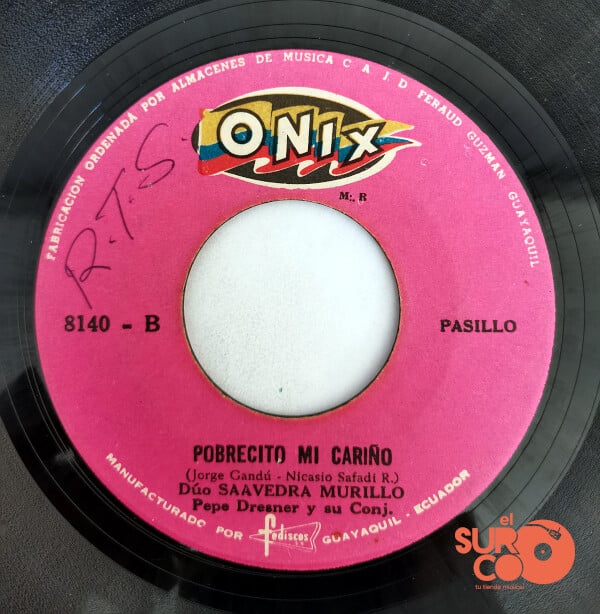 FABRICACION ORDENADA POR ALMACENES DE MUSICA C A J. D FERAUD GUZMAN GUAYAQUIL
ONIX
M:. R
R.T.S.
8140 - B
PASILLO
POBRECITO MI CARIÑO
(Jorge Gandú - Nicasio Safadi R.)
Dúo SAAVEDRA MURILLO
Pepe Dresner y su Conj.
MANUFACTURADO POR fediscos GUAYAQUIL - ECUADOR
el
SURCO
tu tienda musical